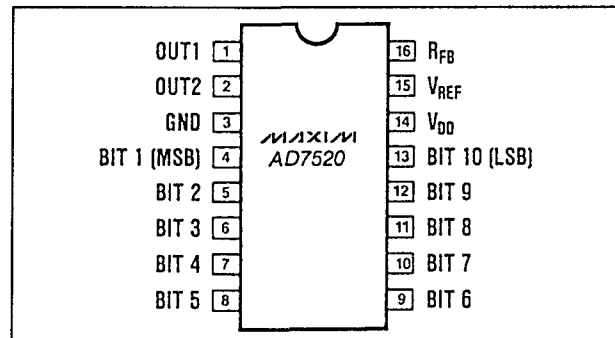 OUT1 1 16 RFB
OUT2 2 15 VREF
GND 3 14 VDD
MAXIM
BIT 1 (MSB) 4 AD7520 13 BIT 10 (LSB)
BIT 2 5 12 BIT 9
BIT 3 6 11 BIT 8
BIT 4 7 10 BIT 7
BIT 5 8 9 BIT 6